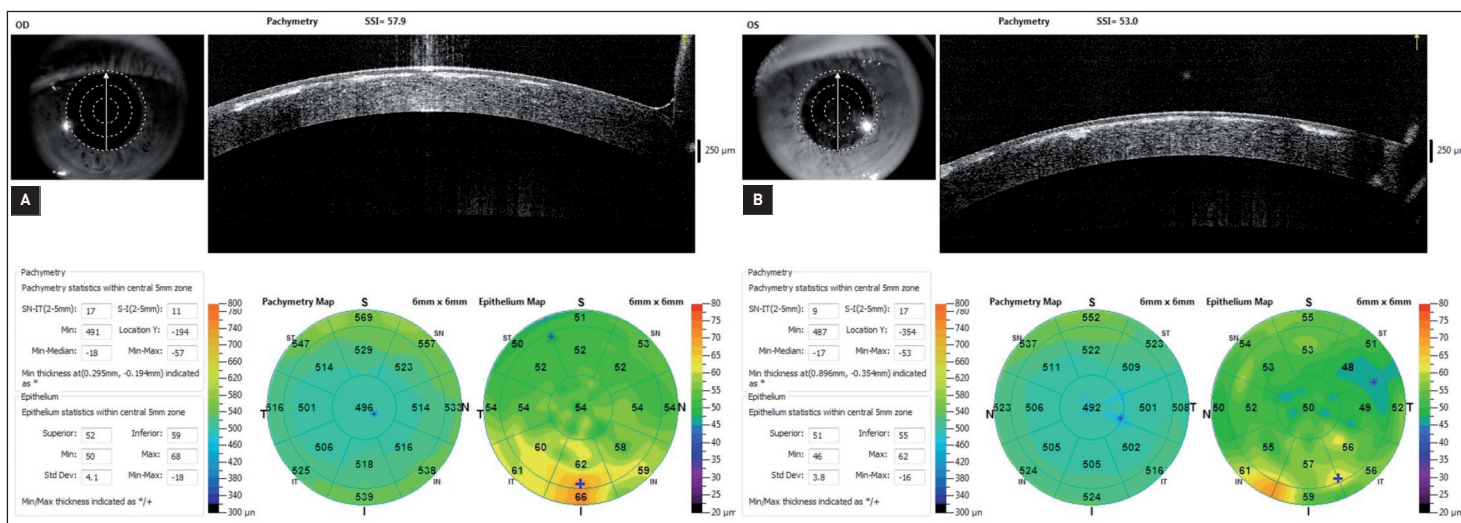 OD
Pachymetry SSI= 57.9
250 µm
A
Pachymetry
Pachymetry statistics within central 5mm zone
SN-IT(2-5mm): 17 S-I(2-5mm): 11
Min: 491 Location Y: -194
Min-Median: -18 Min-Max: -57
Min thickness at(0.295mm, -0.194mm) indicated
as *
Epithelium
Epithelium statistics within central 5mm zone
Superior: 52 Inferior: 59
Min: 50 Max: 68
Std Dev: 4.1 Min-Max: -18
Min/Max thickness indicated as */+
800
740
680
620
580
540
500
460
420
380
340
300 µm
Pachymetry Map S 6mm x 6mm
569
ST 547 557 SN
529
514 523
T 516 501 496 514 533 N
506 516
518
IT 525 538 IN
539
I
Epithelium Map S 6mm x 6mm
51
ST 50 53 SN
52
52 52
T 54 54 54 54 54 N
60 58
62
IT 61 59 IN
66
I
80
75
70
65
60
55
50
45
40
35
30
25
20 µm
OS
Pachymetry SSI= 53.0
250 µm
B
Pachymetry
Pachymetry statistics within central 5mm zone
SN-IT(2-5mm): 9 S-I(2-5mm): 17
Min: 487 Location Y: -354
Min-Median: -17 Min-Max: -53
Min thickness at(0.896mm, -0.354mm) indicated
as *
Epithelium
Epithelium statistics within central 5mm zone
Superior: 51 Inferior: 55
Min: 46 Max: 62
Std Dev: 3.8 Min-Max: -16
Min/Max thickness indicated as */+
800
740
680
620
580
540
500
460
420
380
340
300 µm
Pachymetry Map S 6mm x 6mm
552
SN 537 523 ST
522
511 509
N 523 506 492 501 508 T
505 502
505
IN 524 516 IT
524
I
Epithelium Map S 6mm x 6mm
55
SN 54 51 ST
53
53 48
N 50 52 50 49 52 T
55 56
57
IN 61 56 IT
59
I
80
75
70
65
60
55
50
45
40
35
30
25
20 µm